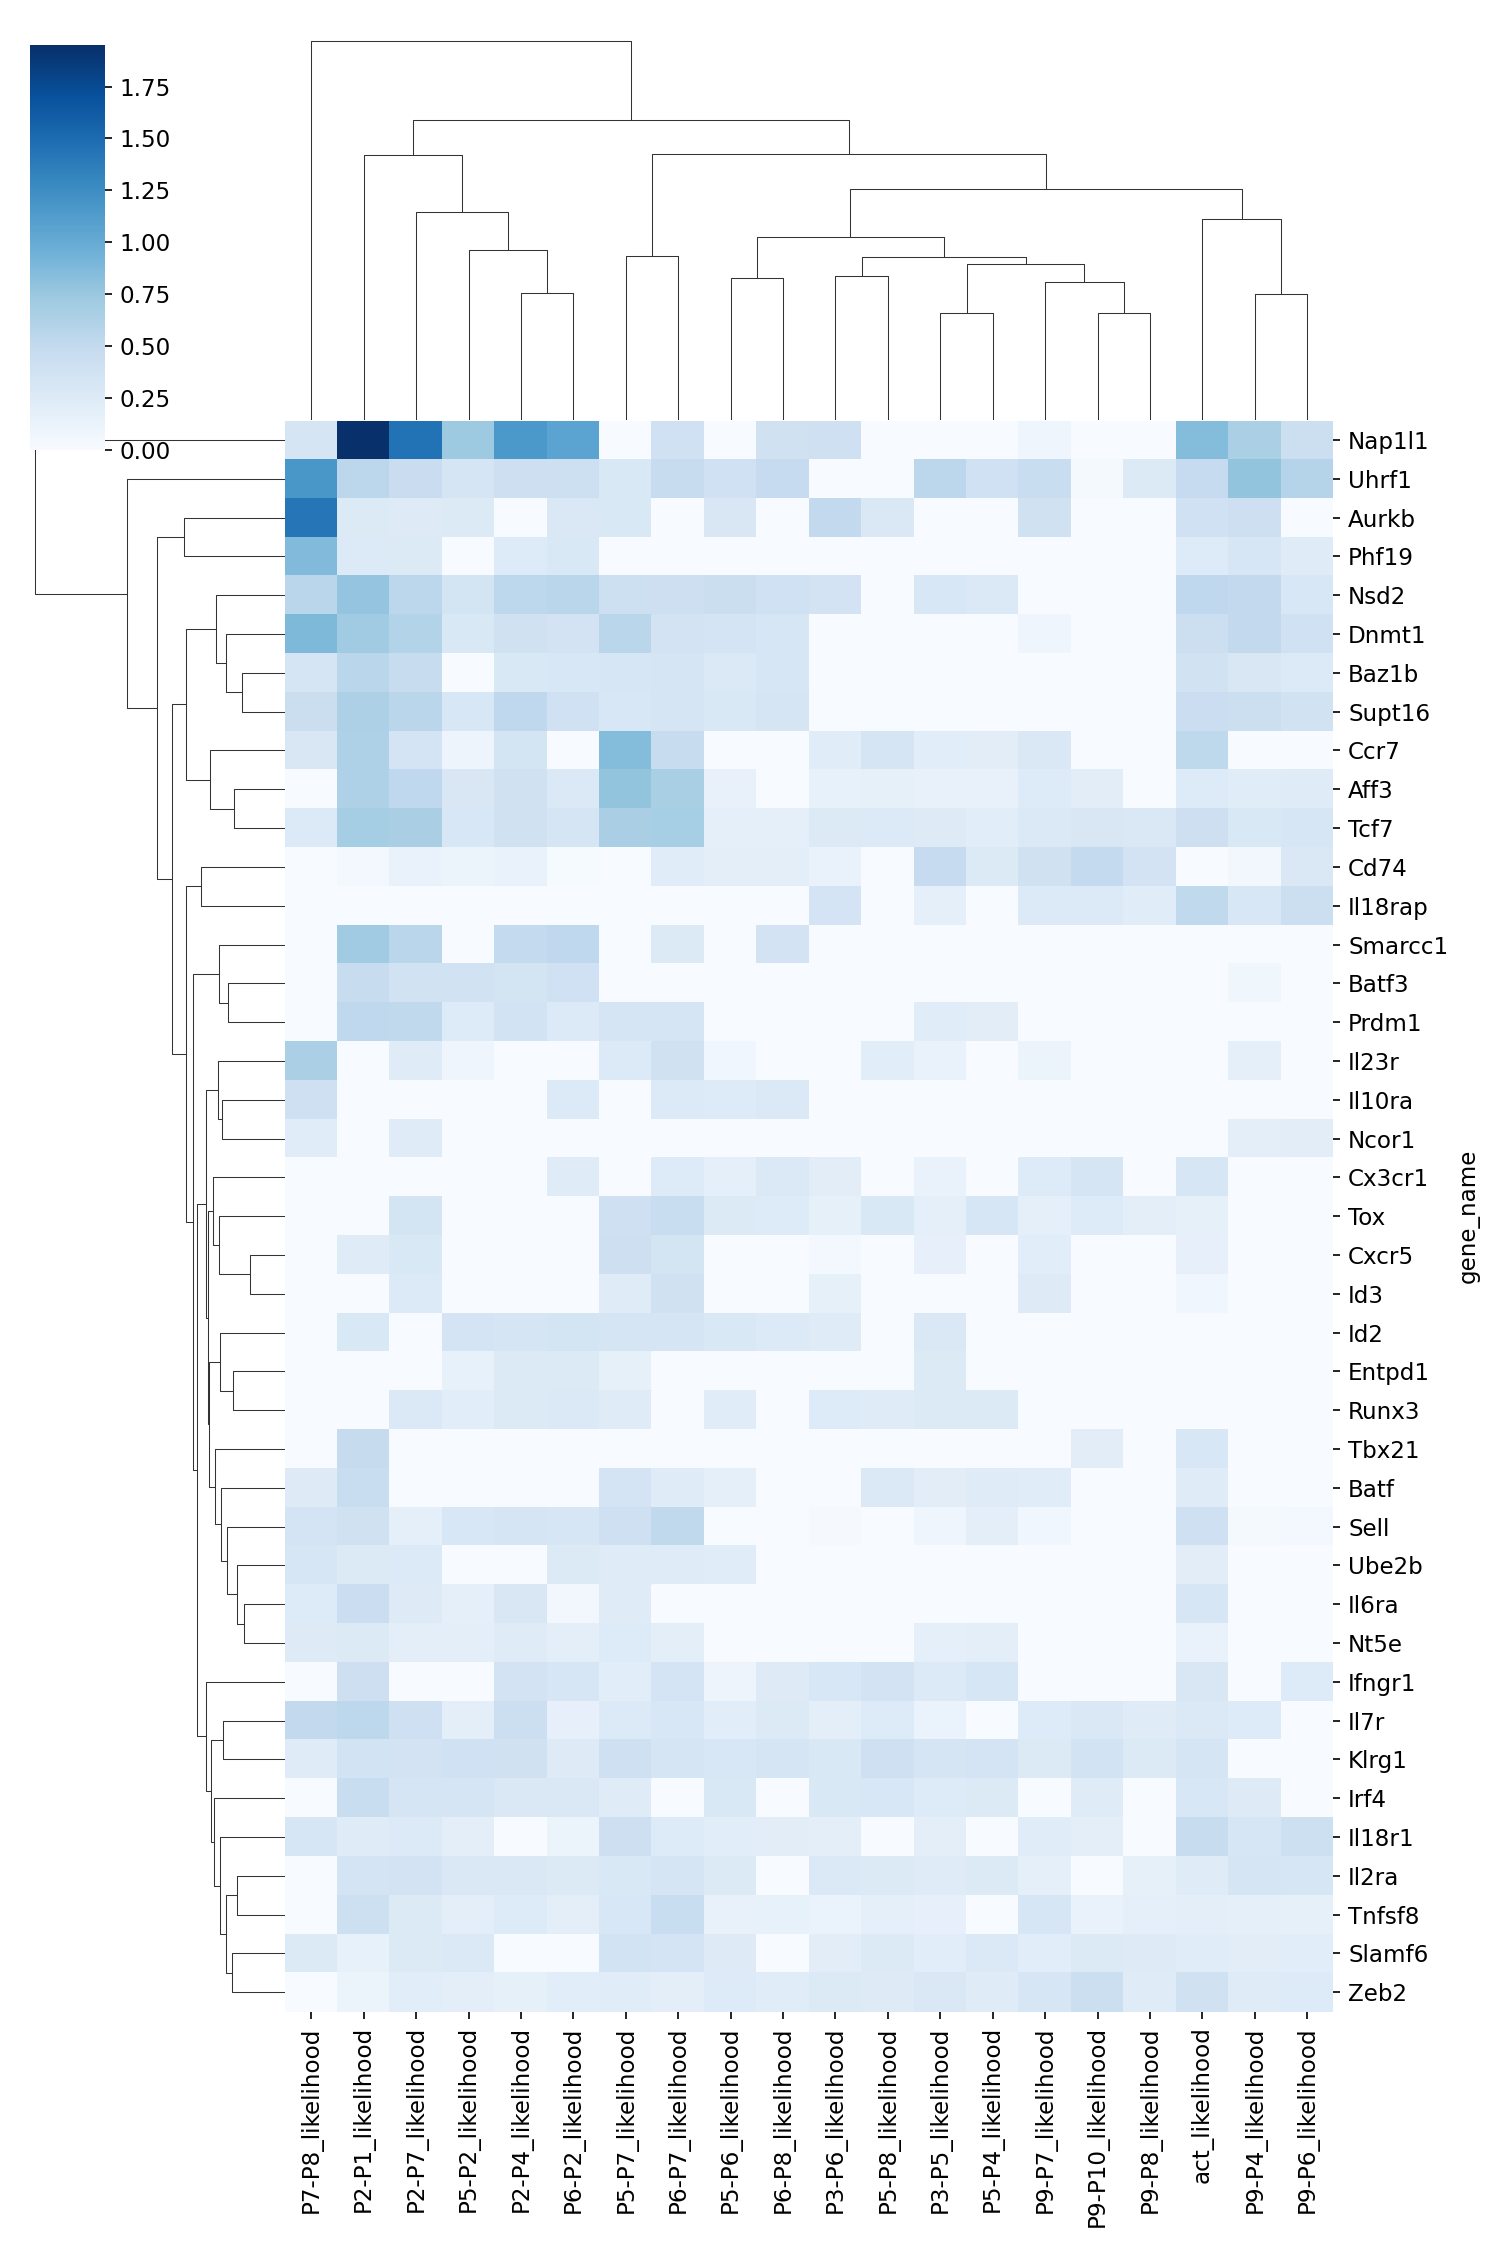 1.75
1.50
1.25
1.00
0.75
0.50
0.25
0.00
Nap1l1
Uhrf1
Aurkb
Phf19
Nsd2
Dnmt1
Baz1b
Supt16
Ccr7
Aff3
Tcf7
Cd74
Il18rap
Smarcc1
Batf3
Prdm1
Il23r
Il10ra
Ncor1
Cx3cr1
Tox
Cxcr5
Id3
Id2
Entpd1
Runx3
Tbx21
Batf
Sell
Ube2b
Il6ra
Nt5e
Ifngr1
Il7r
Klrg1
Irf4
Il18r1
Il2ra
Tnfsf8
Slamf6
Zeb2
gene_name
P7-P8_likelihood
P2-P1_likelihood
P2-P7_likelihood
P5-P2_likelihood
P2-P4_likelihood
P6-P2_likelihood
P5-P7_likelihood
P6-P7_likelihood
P5-P6_likelihood
P6-P8_likelihood
P3-P6_likelihood
P5-P8_likelihood
P3-P5_likelihood
P5-P4_likelihood
P9-P7_likelihood
P9-P10_likelihood
P9-P8_likelihood
act_likelihood
P9-P4_likelihood
P9-P6_likelihood